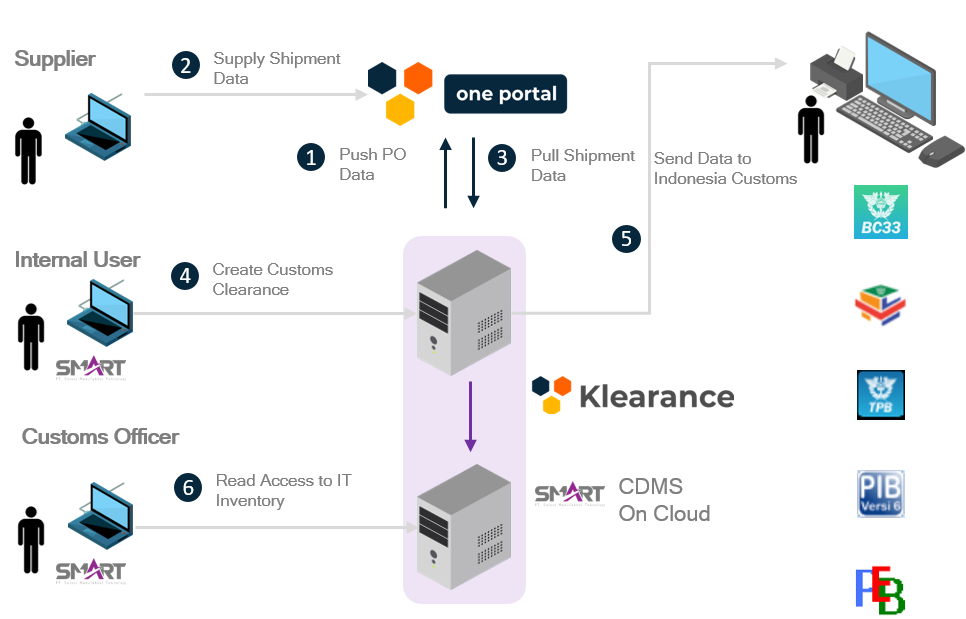 Supplier
2
Supply Shipment
Data
one portal
1
Push PO
Data
3
Pull Shipment
Data
Send Data to
Indonesia Customs
5
BC33
Internal User
4
Create Customs
Clearance
SMART
TPB
Klearance
Customs Officer
6
Read Access to IT
Inventory
SMART
CDMS
On Cloud
PIB
Versi 6
SMART
PEB